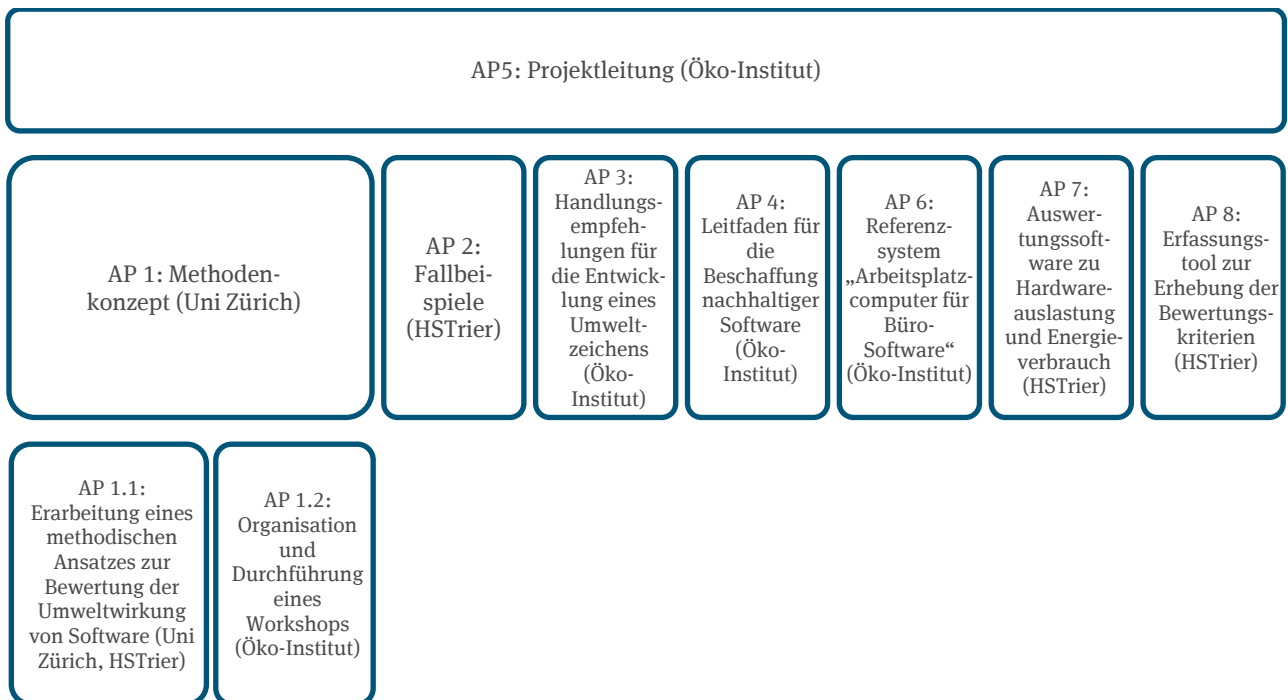 AP5: Projektleitung (Öko-Institut)
AP 1: Methoden-
konzept (Uni Zürich)
AP 2:
Fallbei-
spiele
(HSTrier)
AP 3:
Handlungs-
empfeh-
lungen für
die Entwick-
lung eines
Umwelt-
zeichens
(Öko-
Institut)
AP 4:
Leitfaden für
die
Beschaffung
nachhaltiger
Software
(Öko-
Institut)
AP 6:
Referenz-
system
„Arbeitsplatz-
computer für
Büro-
Software“
(Öko-Institut)
AP 7:
Auswer-
tungssoft-
ware zu
Hardware-
auslastung
und Energie-
verbrauch
(HSTrier)
AP 8:
Erfassungs-
tool zur
Erhebung der
Bewertungs-
kriterien
(HSTrier)
AP 1.1:
Erarbeitung eines
methodischen
Ansatzes zur
Bewertung der
Umweltwirkung
von Software (Uni
Zürich, HSTrier)
AP 1.2:
Organisation
und
Durchführung
eines
Workshops
(Öko-Institut)